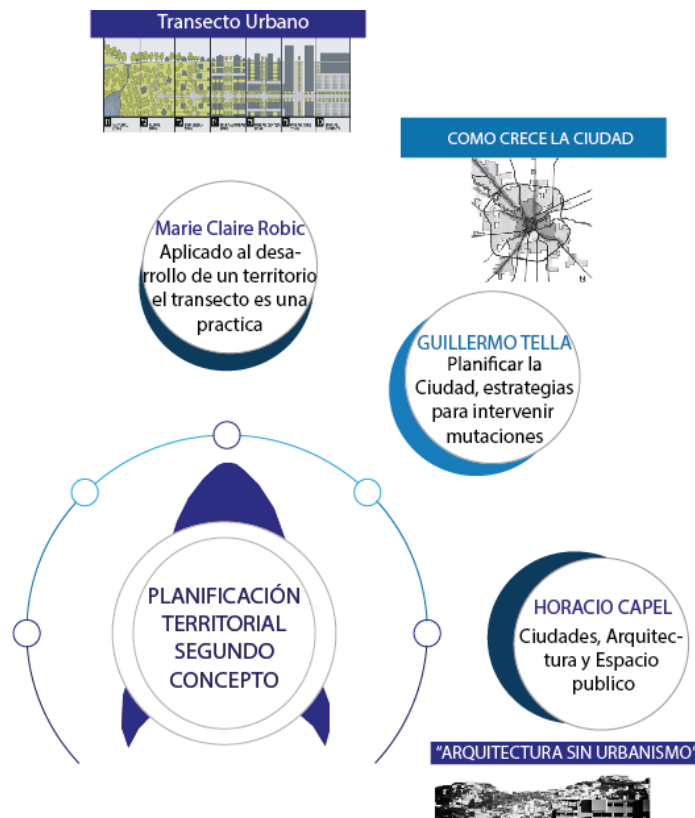 Transecto Urbano
COMO CRECE LA CIUDAD
Marie Claire Robic
Aplicado al desa-
rrollo de un territorio
el transecto es una
practica
GUILLERMO TELLA
Planificar la
Ciudad, estrategias
para intervenir
mutaciones
PLANIFICACIÓN
TERRITORIAL
SEGUNDO
CONCEPTO
HORACIO CAPEL
Ciudades, Arquitec-
tura y Espacio
publico
"ARQUITECTURA SIN URBANISMO"